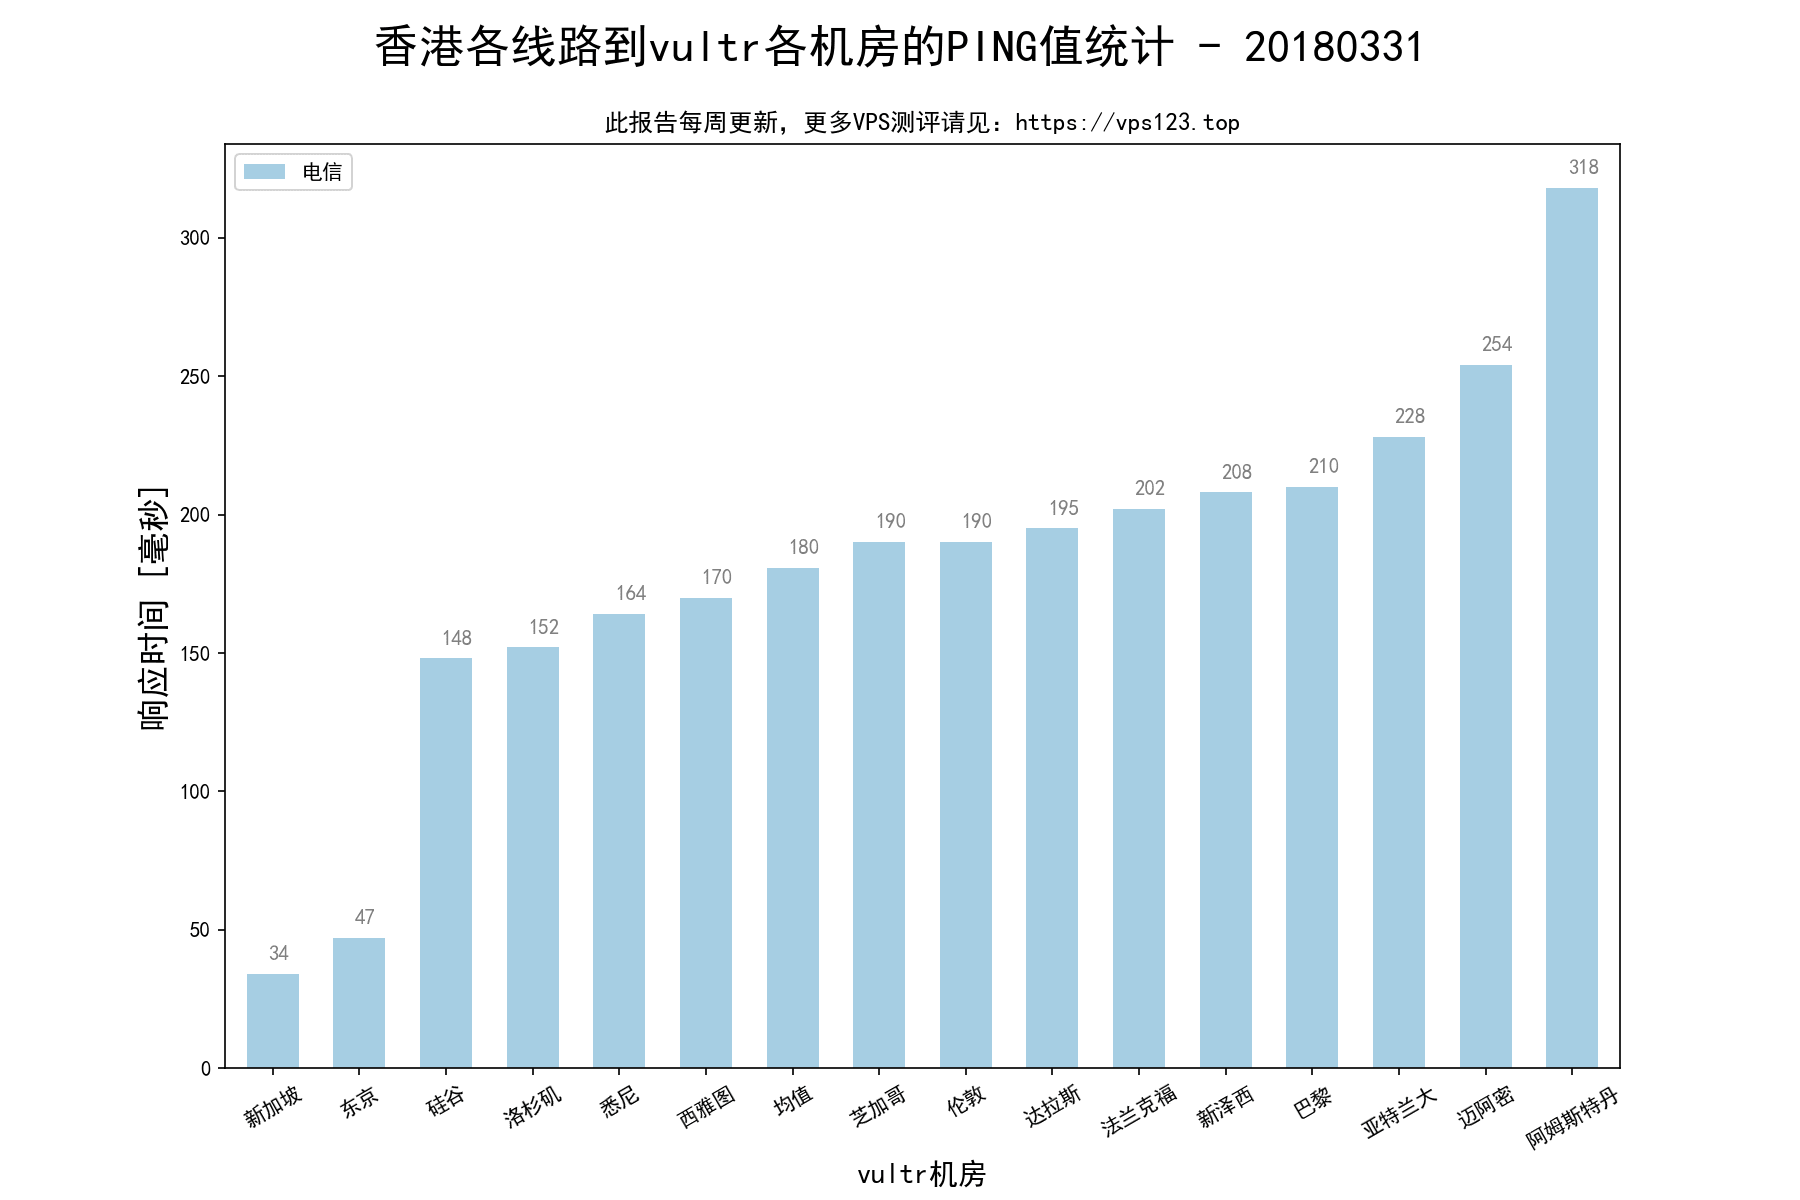 香港各线路到vultr各机房的PING值统计 - 20180331
此报告每周更新，更多VPS测评请见：https://vps123.top
电信
318
300
254
250
228
210
208
202
200
195
190
190
180
170
164
152
148
150
100
47
50
34
0
响应时间 [毫秒]
新加坡
东京
硅谷
洛杉矶
悉尼
西雅图
均值
芝加哥
伦敦
达拉斯
法兰克福
新泽西
巴黎
亚特兰大
迈阿密
阿姆斯特丹
vultr机房